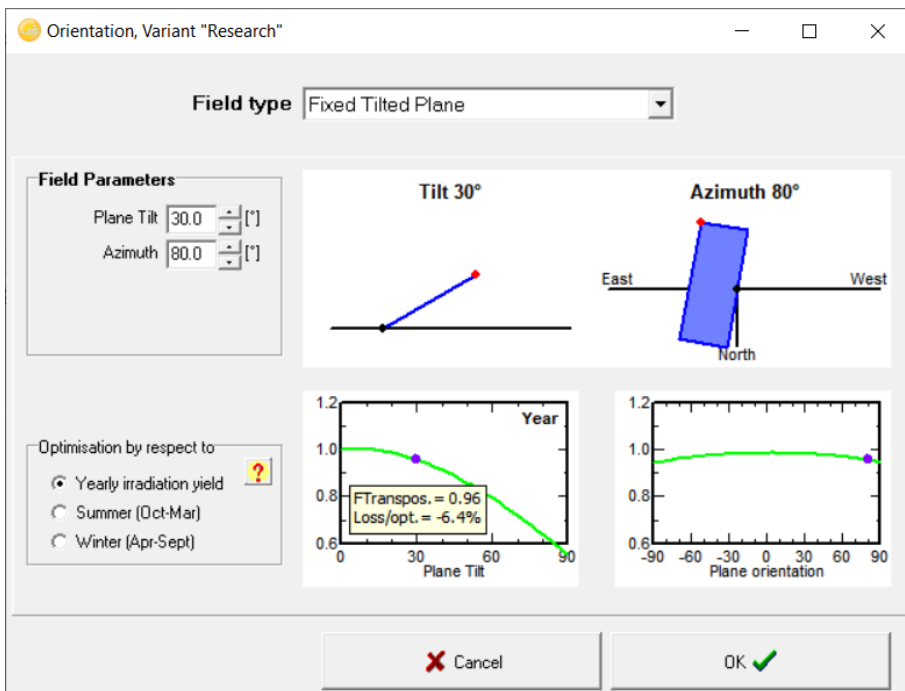 Orientation, Variant "Research"
Field type Fixed Tilted Plane
Field Parameters
Plane Tilt 30.0 [°]
Azimuth 80.0 [°]
Tilt 30°
Azimuth 80°
East West
North
Optimisation by respect to
?
Yearly irradiation yield
Summer (Oct-Mar)
Winter (Apr-Sept)
Year
1.2
1.0
0.8
0.6
FTranspos. = 0.96
Loss/opt. = -6.4%
0 30 60 90
Plane Tilt
1.2
1.0
0.8
0.6
-90 -60 -30 0 30 60 90
Plane orientation
Cancel OK